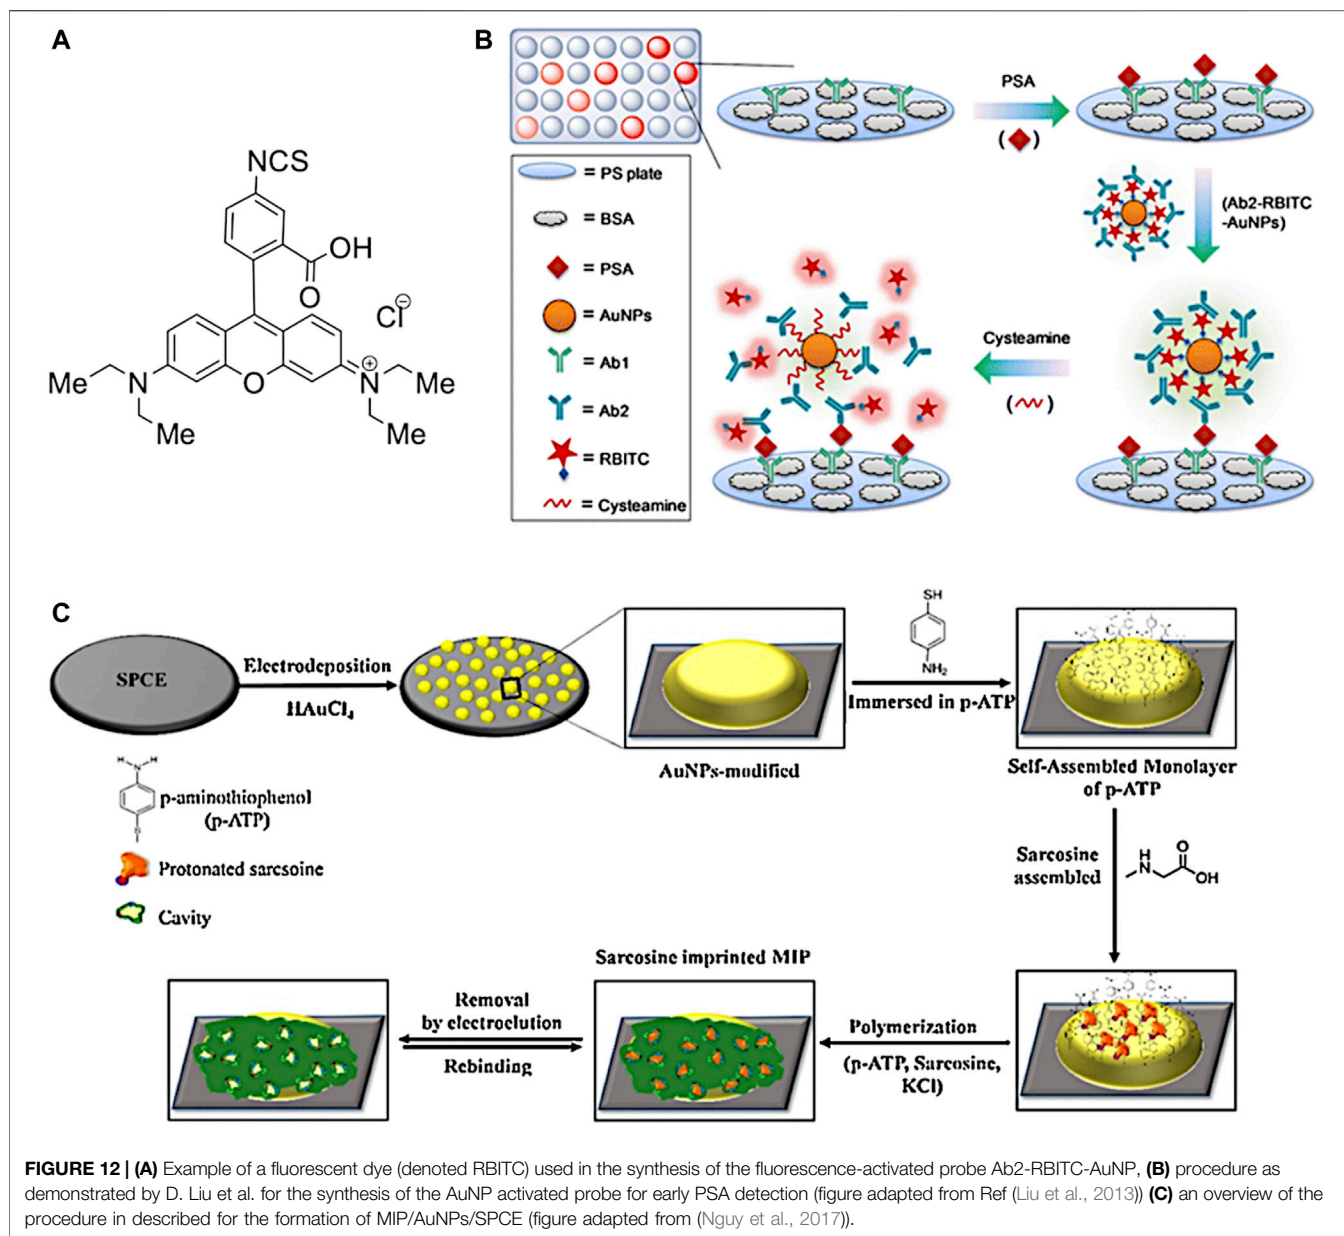 A
NCS
OH
O
Cl⊖
Me
N
O
N⊕
Me
Me
Me
B
PSA
( )
= PS plate
= BSA
= PSA
= AuNPs
= Ab1
= Ab2
= RBITC
= Cysteamine
(Ab2-RBITC
-AuNPs)
Cysteamine
( )
C
SPCE
Electrodeposition
HAuCl4
AuNPs-modified
SH
NH2
Immersed in p-ATP
Self-Assembled Monolayer
of p-ATP
H H
N
S
p-aminothiophenol
(p-ATP)
Protonated sarcsoine
Cavity
Sarcosine
assembled
H
N
O
OH
Polymerization
(p-ATP, Sarcosine,
KCl)
Sarcosine imprinted MIP
Removal
by electroclution
Rebinding
FIGURE 12 | (A) Example of a fluorescent dye (denoted RBITC) used in the synthesis of the fluorescence-activated probe Ab2-RBITC-AuNP, (B) procedure as
demonstrated by D. Liu et al. for the synthesis of the AuNP activated probe for early PSA detection (figure adapted from Ref (Liu et al., 2013)) (C) an overview of the
procedure in described for the formation of MIP/AuNPs/SPCE (figure adapted from (Nguy et al., 2017)).